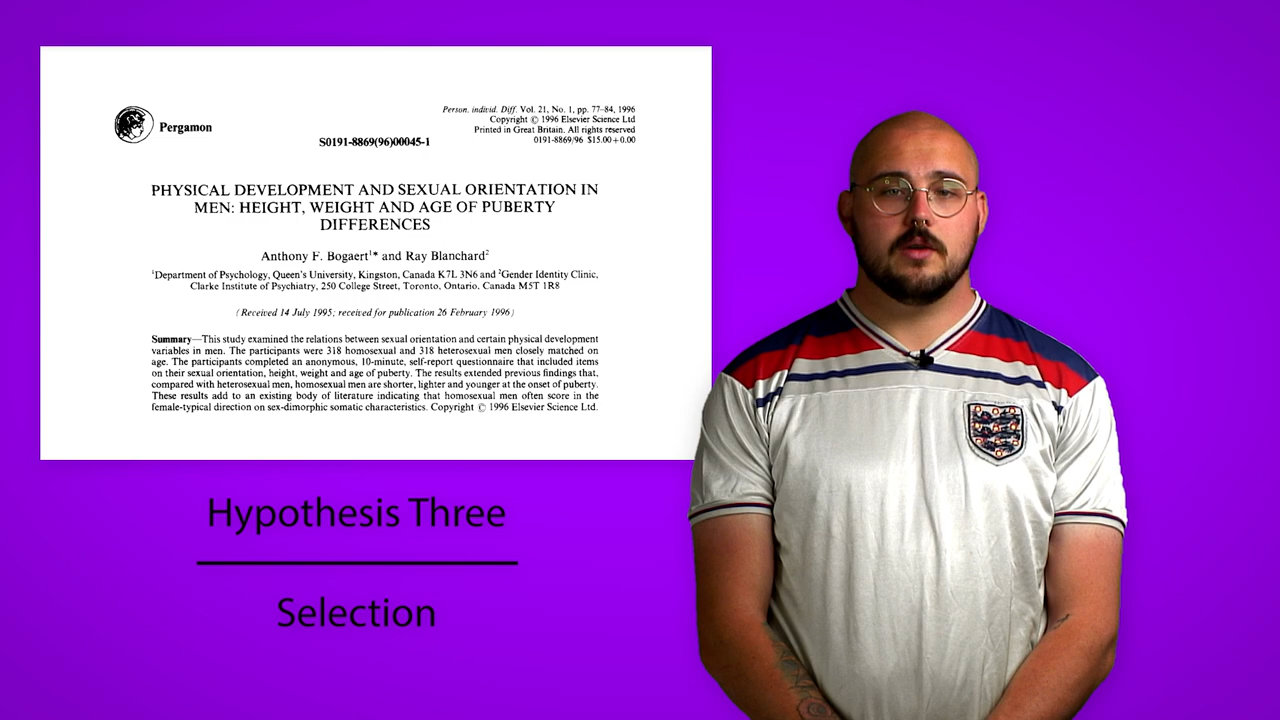 Pergamon
Person. individ. Diff. Vol. 21, No. 1, pp. 77–84, 1996
Copyright © 1996 Elsevier Science Ltd
Printed in Great Britain. All rights reserved
S0191-8869(96)00045-1
0191-8869/96 $15.00+0.00
PHYSICAL DEVELOPMENT AND SEXUAL ORIENTATION IN
MEN: HEIGHT, WEIGHT AND AGE OF PUBERTY
DIFFERENCES
Anthony F. Bogaert¹* and Ray Blanchard²
¹Department of Psychology, Queen's University, Kingston, Canada K7L 3N6 and ²Gender Identity Clinic,
Clarke Institute of Psychiatry, 250 College Street, Toronto, Ontario, Canada M5T 1R8
(Received 14 July 1995; received for publication 26 February 1996)
Summary—This study examined the relations between sexual orientation and certain physical development
variables in men. The participants were 318 homosexual and 318 heterosexual men closely matched on
age. The participants completed an anonymous, 10-minute, self-report questionnaire that included items
on their sexual orientation, height, weight and age of puberty. The results extended previous findings that,
compared with heterosexual men, homosexual men are shorter, lighter and younger at the onset of puberty.
These results add to an existing body of literature indicating that homosexual men often score in the
female-typical direction on sex-dimorphic somatic characteristics. Copyright © 1996 Elsevier Science Ltd.
Hypothesis Three
Selection